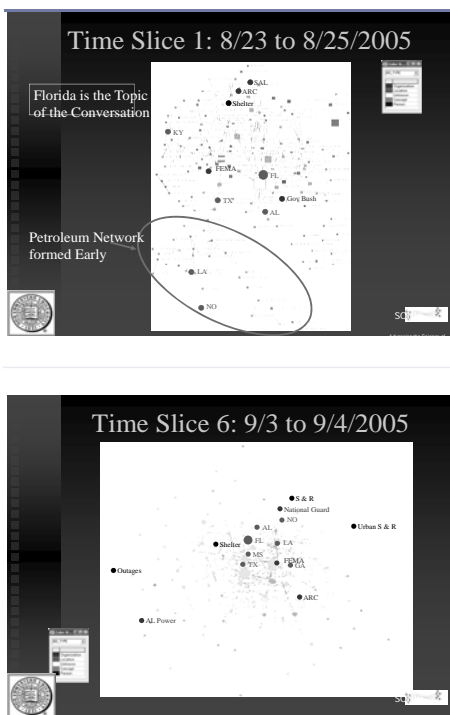 Time Slice 1: 8/23 to 8/25/2005
Florida is the Topic
of the Conversation
SAL
ARC
Shelter
KY
FEMA
FL
TX
Gov Bush
AL
Petroleum Network
formed Early
LA
NO
Time Slice 6: 9/3 to 9/4/2005
S & R
National Guard
NO
AL
Urban S & R
FL
Shelter
LA
MS
FEMA
TX
GA
Outages
ARC
AL Power